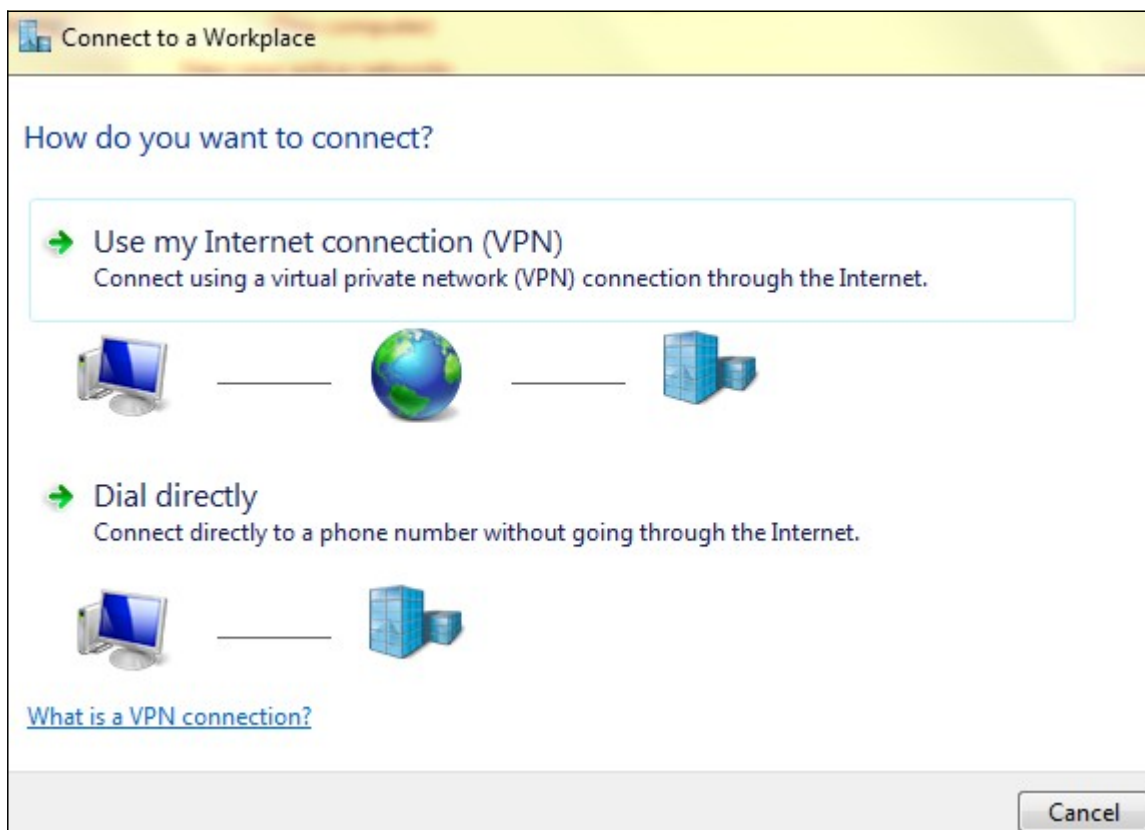 Connect to a Workplace
How do you want to connect?
Use my Internet connection (VPN)
Connect using a virtual private network (VPN) connection through the Internet.
Dial directly
Connect directly to a phone number without going through the Internet.
What is a VPN connection?
Cancel